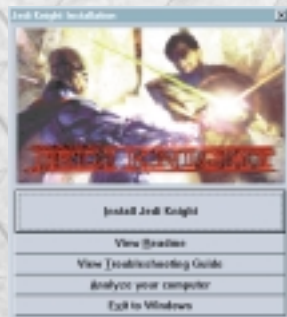 Jedi Knight Installation
Install Jedi Knight
View Readme
View Troubleshooting Guide
Analyze your computer
Exit to Windows